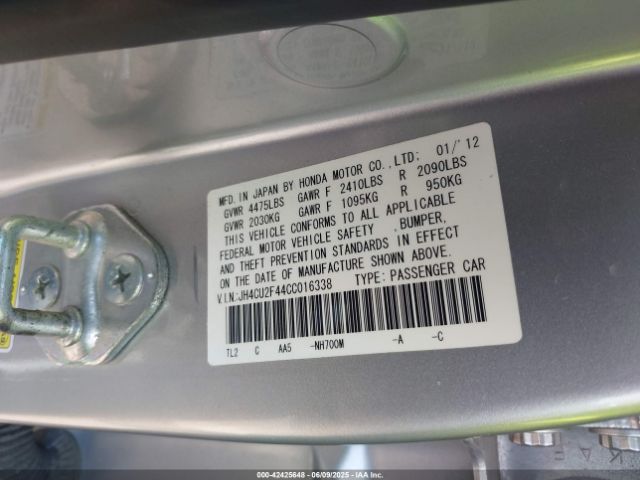 MFD. IN JAPAN BY HONDA MOTOR CO., LTD: 01/'12
GVWR 4475LBS GAWR F 2410LBS R 2090LBS
GVWR 2030KG GAWR F 1095KG R 950KG
THIS VEHICLE CONFORMS TO ALL APPLICABLE
FEDERAL MOTOR VEHICLE SAFETY ,BUMPER,
AND THEFT PREVENTION STANDARDS IN EFFECT
ON THE DATE OF MANUFACTURE SHOWN ABOVE.
V.I.N.:JH4CU2F44CC016338 TYPE: PASSENGER CAR
TL2 C AA5 -NH700M -A -C
000-42425648 - 06/09/2025 - IAAI.COM